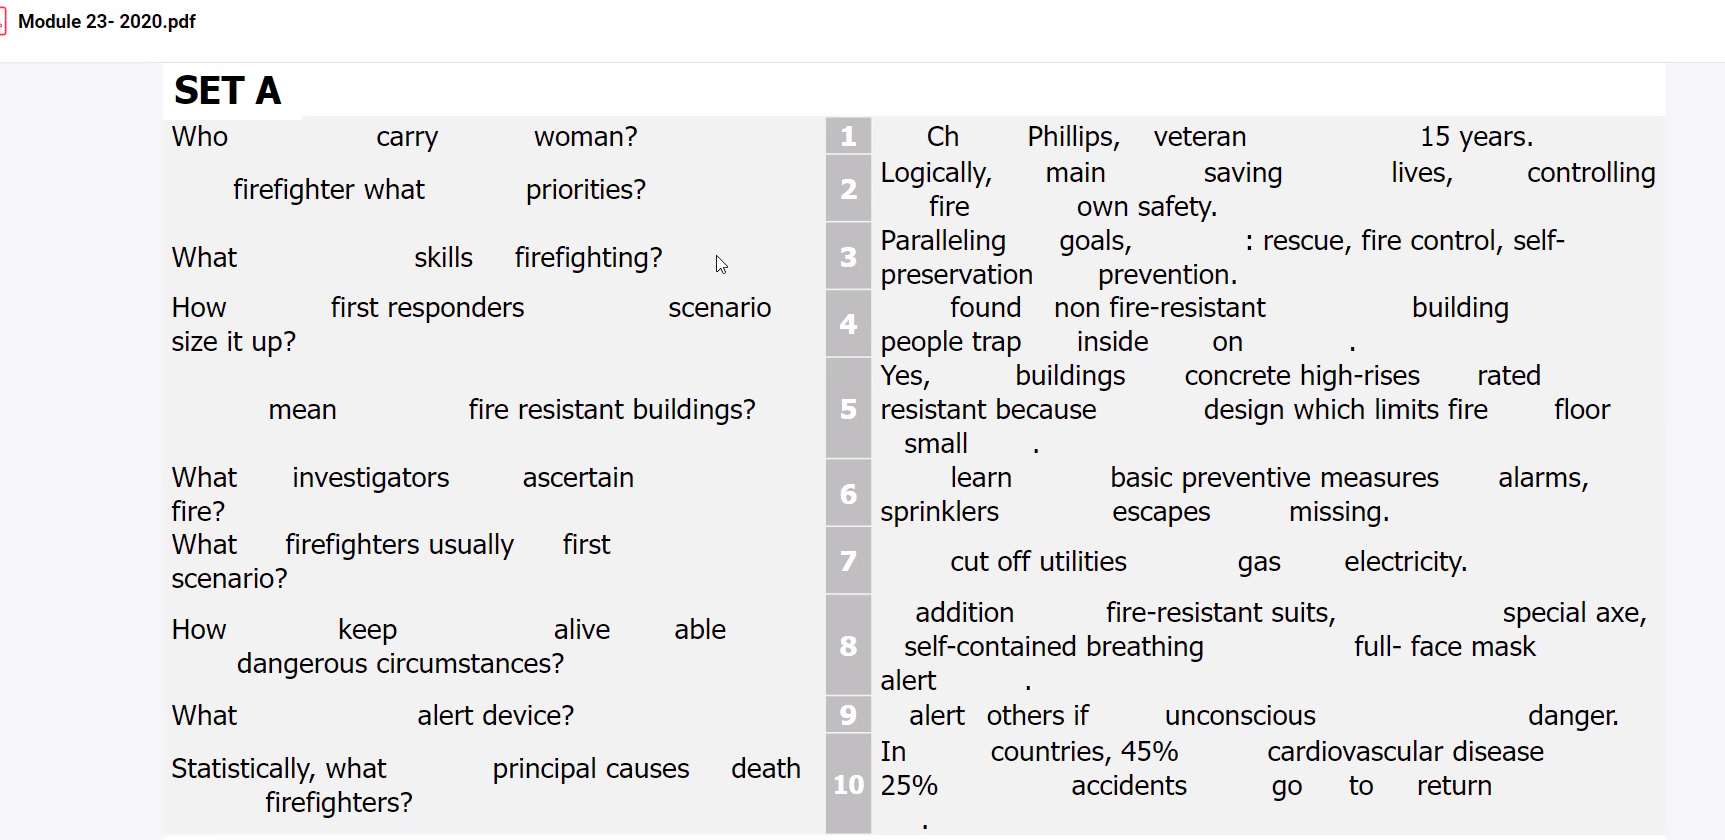 Module 23- 2020.pdf
SET A
Who carry woman?
1
Ch Phillips, veteran 15 years.
firefighter what priorities?
2
Logically, main saving lives, controlling
fire own safety.
What skills firefighting?
3
Paralleling goals, : rescue, fire control, self-
preservation prevention.
How first responders scenario
size it up?
4
found non fire-resistant building
people trap inside on .
mean fire resistant buildings?
5
Yes, buildings concrete high-rises rated
resistant because design which limits fire floor
small .
What investigators ascertain
fire?
6
learn basic preventive measures alarms,
sprinklers escapes missing.
What firefighters usually first
scenario?
7
cut off utilities gas electricity.
How keep alive able
dangerous circumstances?
8
addition fire-resistant suits, special axe,
self-contained breathing full- face mask
alert .
What alert device?
9
alert others if unconscious danger.
Statistically, what principal causes death
firefighters?
10
In countries, 45% cardiovascular disease
25% accidents go to return
.